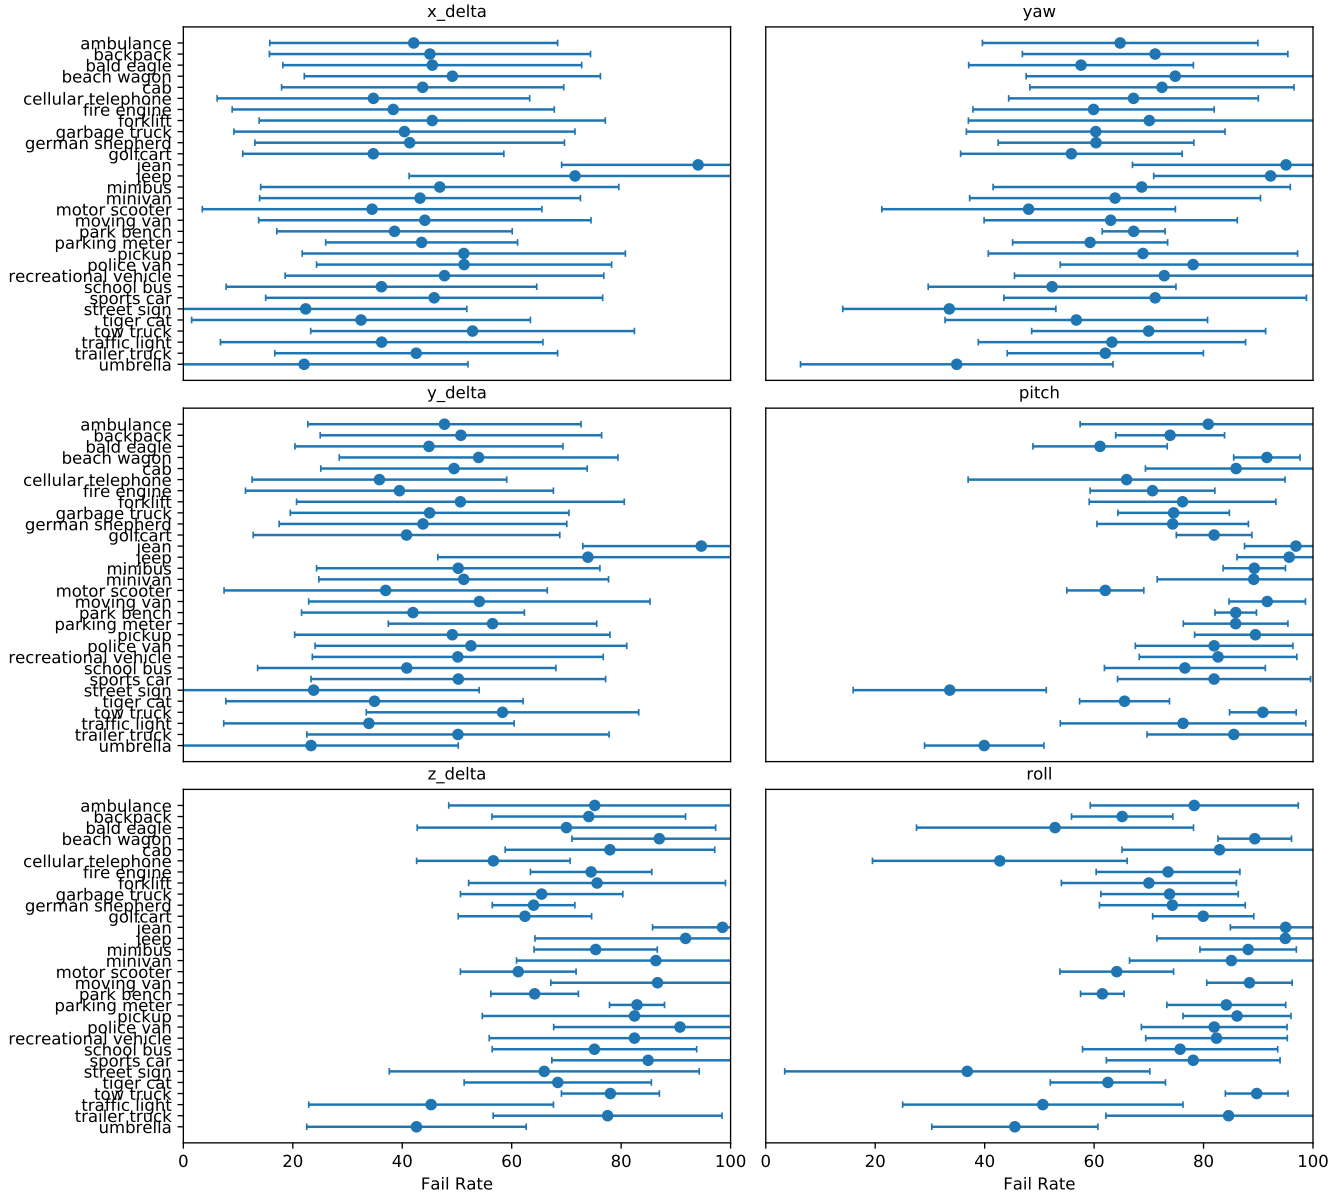 x_delta
yaw
ambulance
backpack
bald eagle
beach wagon
cab
cellular telephone
fire engine
forklift
garbage truck
german shepherd
golfcart
jean
jeep
minibus
minivan
motor scooter
moving van
park bench
parking meter
pickup
police van
recreational vehicle
school bus
sports car
street sign
tiger cat
tow truck
traffic light
trailer truck
umbrella
y_delta
pitch
ambulance
backpack
bald eagle
beach wagon
cab
cellular telephone
fire engine
forklift
garbage truck
german shepherd
golfcart
jean
jeep
minibus
minivan
motor scooter
moving van
park bench
parking meter
pickup
police van
recreational vehicle
school bus
sports car
street sign
tiger cat
tow truck
traffic light
trailer truck
umbrella
z_delta
roll
ambulance
backpack
bald eagle
beach wagon
cab
cellular telephone
fire engine
forklift
garbage truck
german shepherd
golfcart
jean
jeep
minibus
minivan
motor scooter
moving van
park bench
parking meter
pickup
police van
recreational vehicle
school bus
sports car
street sign
tiger cat
tow truck
traffic light
trailer truck
umbrella
0 20 40 60 80 100
0 20 40 60 80 100
Fail Rate
Fail Rate